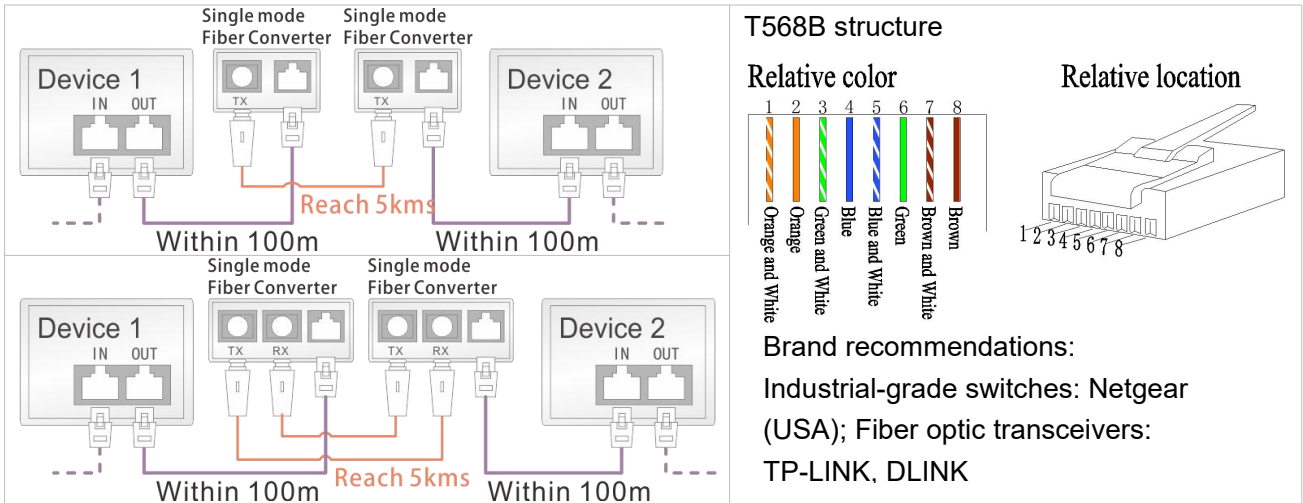 Single mode Single mode
Fiber Converter Fiber Converter
Device 1
IN OUT
TX
TX
Device 2
IN OUT
Reach 5kms
Within 100m
Within 100m
Single mode Single mode
Fiber Converter Fiber Converter
Device 1
IN OUT
TX RX
TX RX
Device 2
IN OUT
Reach 5kms
Within 100m
Within 100m
T568B structure
Relative color
1 2 3 4 5 6 7 8
Orange and White
Orange
Green and White
Blue
Blue and White
Green
Brown and White
Brown
Relative location
1 2 3 4 5 6 7 8
Brand recommendations:
Industrial-grade switches: Netgear
(USA); Fiber optic transceivers:
TP-LINK, DLINK